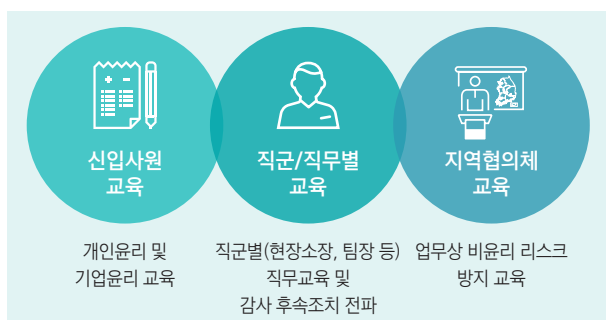 신입사원
교육
직군/직무별
교육
지역협의체
교육
개인윤리 및
기업윤리 교육
직군별(현장소장, 팀장 등)
직무교육 및
감사 후속조치 전파
업무상 비윤리 리스크
방지 교육